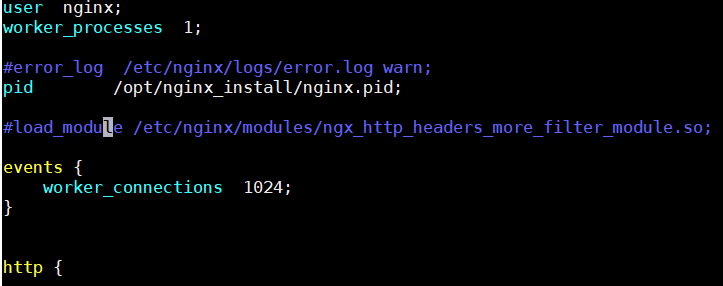 user  nginx;
worker_processes  1;
#error_log  /etc/nginx/logs/error.log warn;
pid        /opt/nginx_install/nginx.pid;
#load_module /etc/nginx/modules/ngx_http_headers_more_filter_module.so;
events {
    worker_connections  1024;
}
http {